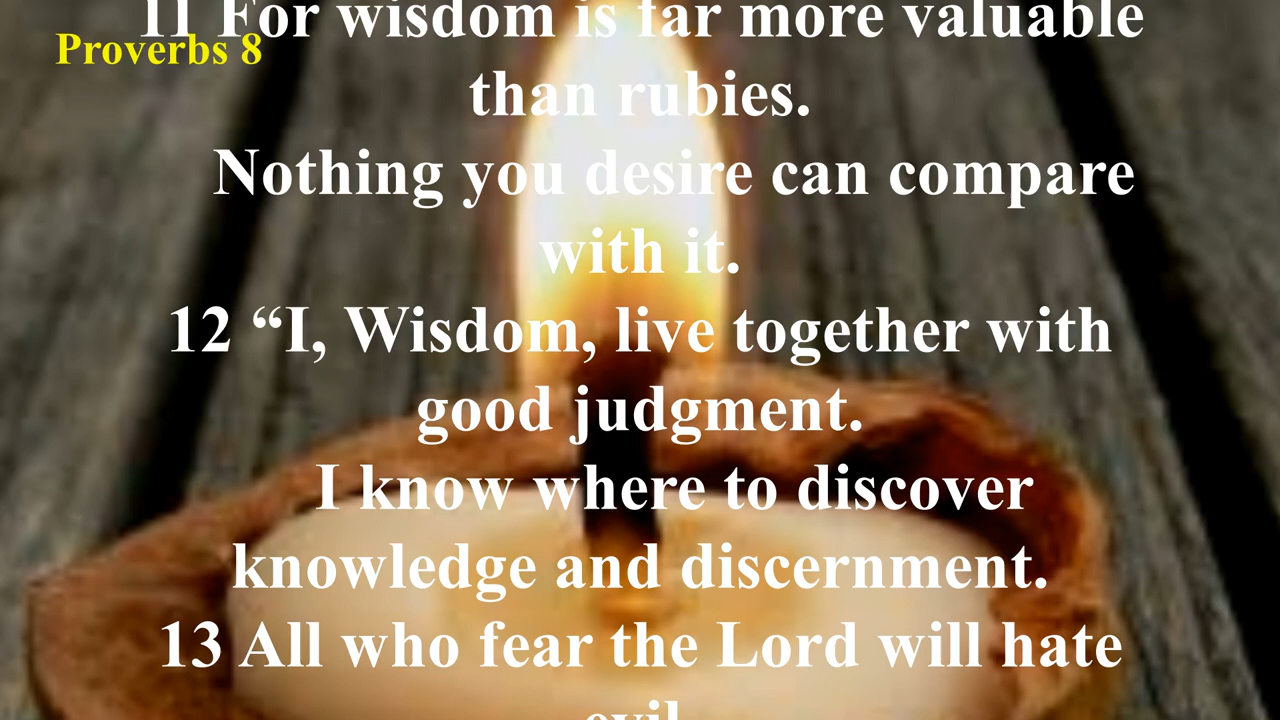 Proverbs 8
11 For wisdom is far more valuable
than rubies.
Nothing you desire can compare
with it.
12 “I, Wisdom, live together with
good judgment.
I know where to discover
knowledge and discernment.
13 All who fear the Lord will hate
evil.